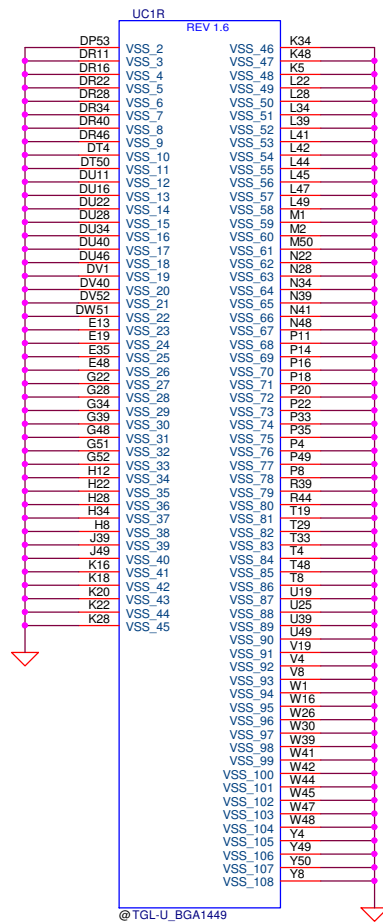 UC1R
REV 1.6
DP53 VSS_2 VSS_46 K34
DR11 VSS_3 VSS_47 K48
DR16 VSS_4 VSS_48 K5
DR22 VSS_5 VSS_49 L22
DR28 VSS_6 VSS_50 L28
DR34 VSS_7 VSS_51 L34
DR40 VSS_8 VSS_52 L39
DR46 VSS_9 VSS_53 L41
DT4 VSS_10 VSS_54 L42
DT50 VSS_11 VSS_55 L44
DU11 VSS_12 VSS_56 L45
DU16 VSS_13 VSS_57 L47
DU22 VSS_14 VSS_58 L49
DU28 VSS_15 VSS_59 M1
DU34 VSS_16 VSS_60 M2
DU40 VSS_17 VSS_61 M50
DU46 VSS_18 VSS_62 N22
DV1 VSS_19 VSS_63 N28
DV40 VSS_20 VSS_64 N34
DV52 VSS_21 VSS_65 N39
DW51 VSS_22 VSS_66 N41
E13 VSS_23 VSS_67 N48
E19 VSS_24 VSS_68 P11
E35 VSS_25 VSS_69 P14
E48 VSS_26 VSS_70 P16
G22 VSS_27 VSS_71 P18
G28 VSS_28 VSS_72 P20
G34 VSS_29 VSS_73 P22
G39 VSS_30 VSS_74 P33
G48 VSS_31 VSS_75 P35
G51 VSS_32 VSS_76 P4
G52 VSS_33 VSS_77 P49
H12 VSS_34 VSS_78 P8
H22 VSS_35 VSS_79 R39
H28 VSS_36 VSS_80 R44
H34 VSS_37 VSS_81 T19
H8 VSS_38 VSS_82 T29
J39 VSS_39 VSS_83 T33
J49 VSS_40 VSS_84 T4
K16 VSS_41 VSS_85 T48
K18 VSS_42 VSS_86 T8
K20 VSS_43 VSS_87 U19
K22 VSS_44 VSS_88 U25
K28 VSS_45 VSS_89 U39
VSS_90 U49
VSS_91 V19
VSS_92 V4
VSS_93 V8
VSS_94 W1
VSS_95 W16
VSS_96 W26
VSS_97 W30
VSS_98 W39
VSS_99 W41
VSS_100 W42
VSS_101 W44
VSS_102 W45
VSS_103 W47
VSS_104 W48
VSS_105 Y4
VSS_106 Y49
VSS_107 Y50
VSS_108 Y8
@TGL-U_BGA1449